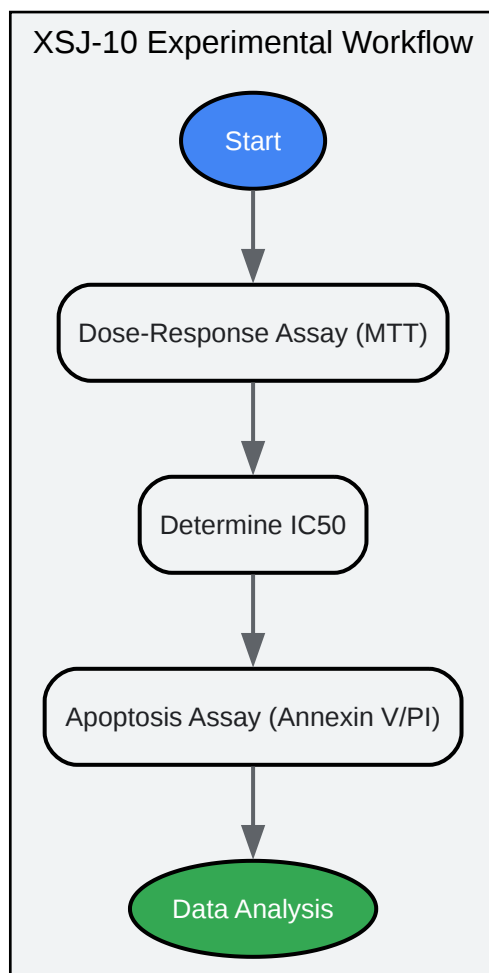 XSJ-10 Experimental Workflow
Start
Dose-Response Assay (MTT)
Determine IC50
Apoptosis Assay (Annexin V/PI)
Data Analysis